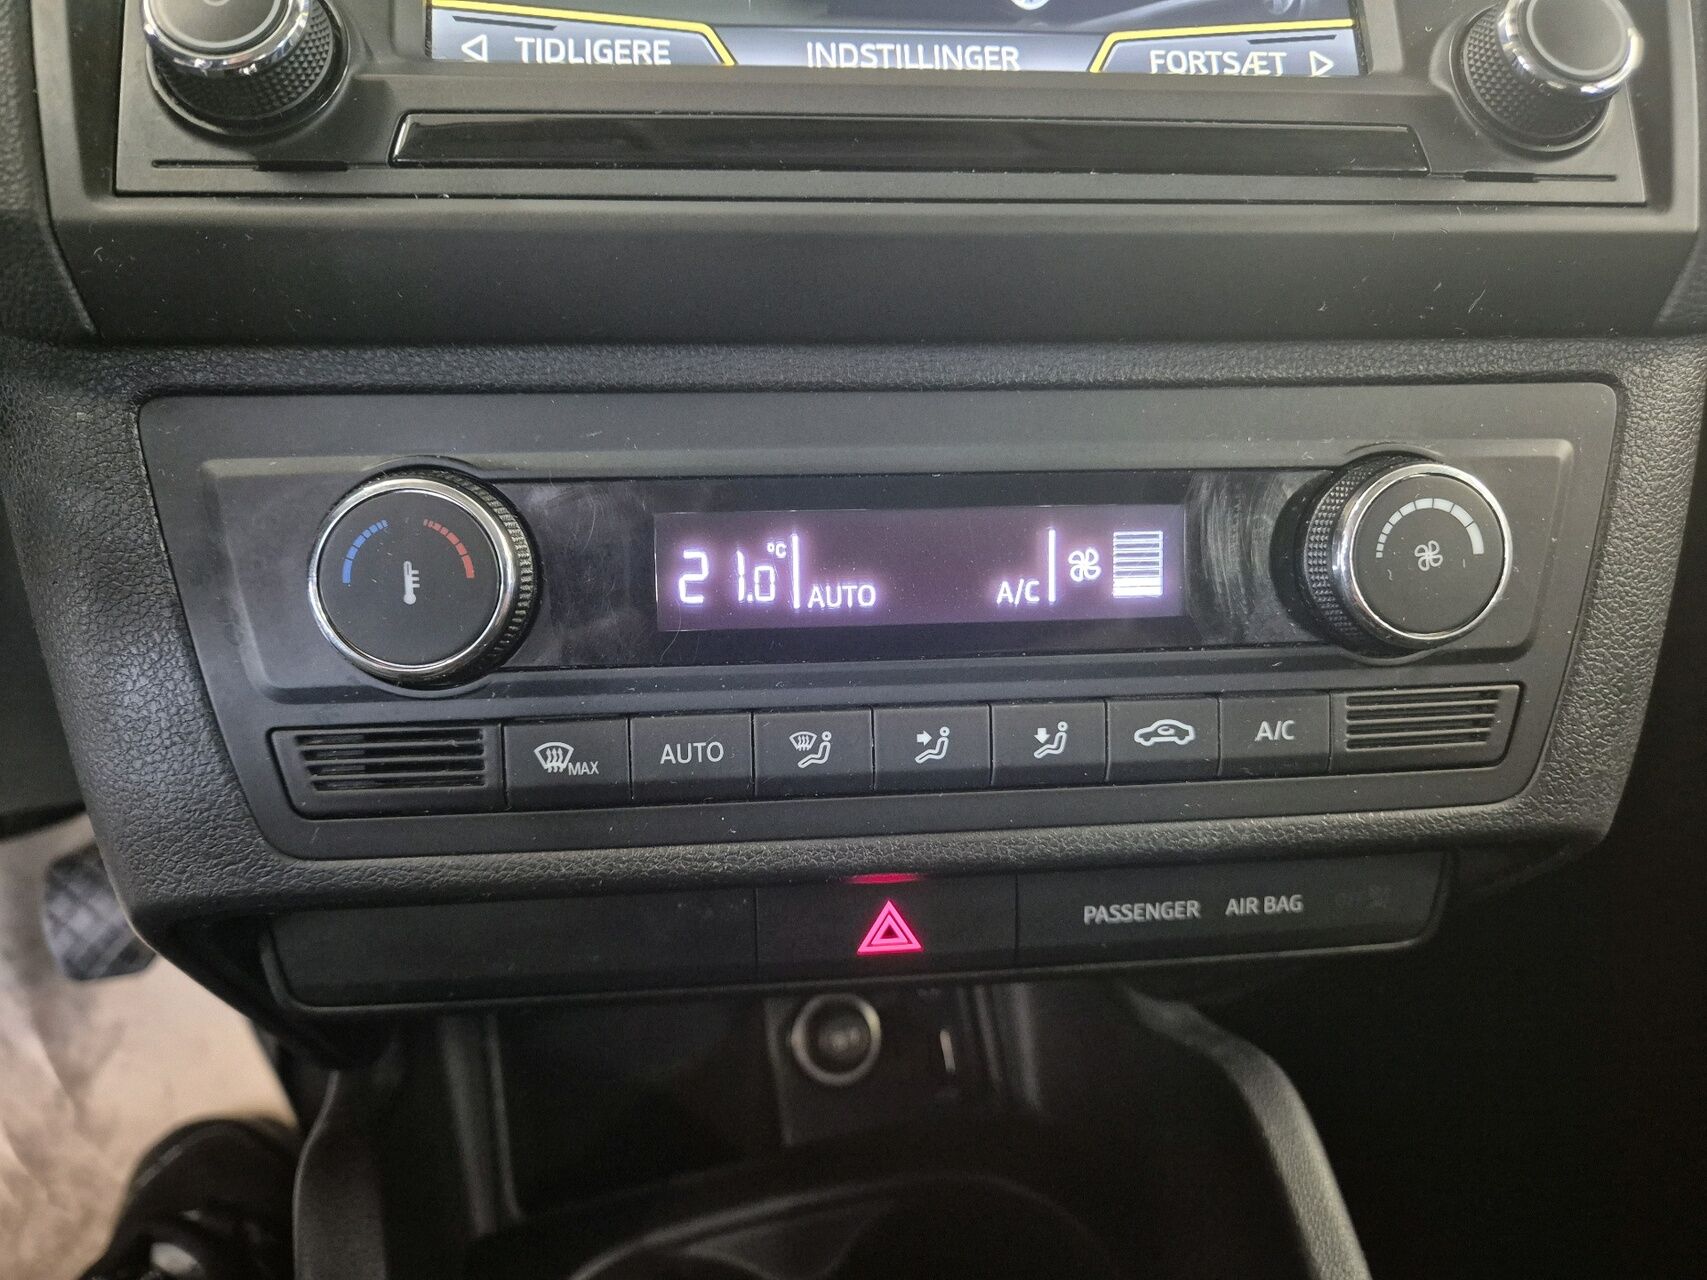 TIDLIGERE INDSTILLINGER FORTSÆT
21.0 °C AUTO A/C
MAX AUTO A/C
PASSENGER AIR BAG